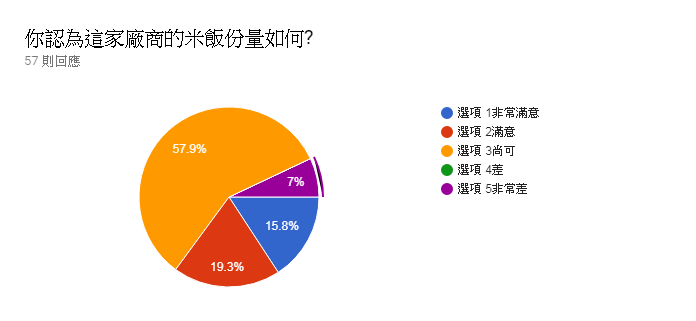 你認為這家廠商的米飯份量如何?
57 則回應
57.9%
7%
15.8%
19.3%
選項 1非常滿意
選項 2滿意
選項 3尚可
選項 4差
選項 5非常差